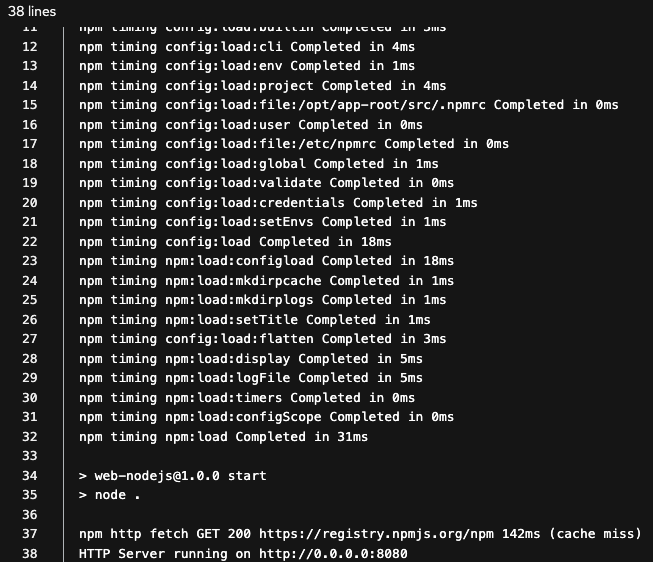 38 lines
11 npm timing config:load:builtin Completed in 3ms
12 npm timing config:load:cli Completed in 4ms
13 npm timing config:load:env Completed in 1ms
14 npm timing config:load:project Completed in 4ms
15 npm timing config:load:file:/opt/app-root/src/.npmrc Completed in 0ms
16 npm timing config:load:user Completed in 0ms
17 npm timing config:load:file:/etc/npmrc Completed in 0ms
18 npm timing config:load:global Completed in 1ms
19 npm timing config:load:validate Completed in 0ms
20 npm timing config:load:credentials Completed in 1ms
21 npm timing config:load:setEnvs Completed in 1ms
22 npm timing config:load Completed in 18ms
23 npm timing npm:load:configload Completed in 18ms
24 npm timing npm:load:mkdirpcache Completed in 1ms
25 npm timing npm:load:mkdirplogs Completed in 1ms
26 npm timing npm:load:setTitle Completed in 1ms
27 npm timing config:load:flatten Completed in 3ms
28 npm timing npm:load:display Completed in 5ms
29 npm timing npm:load:logFile Completed in 5ms
30 npm timing npm:load:timers Completed in 0ms
31 npm timing npm:load:configScope Completed in 0ms
32 npm timing npm:load Completed in 31ms
33
34 > web-nodejs@1.0.0 start
35 > node .
36
37 npm http fetch GET 200 https://registry.npmjs.org/npm 142ms (cache miss)
38 HTTP Server running on http://0.0.0.0:8080